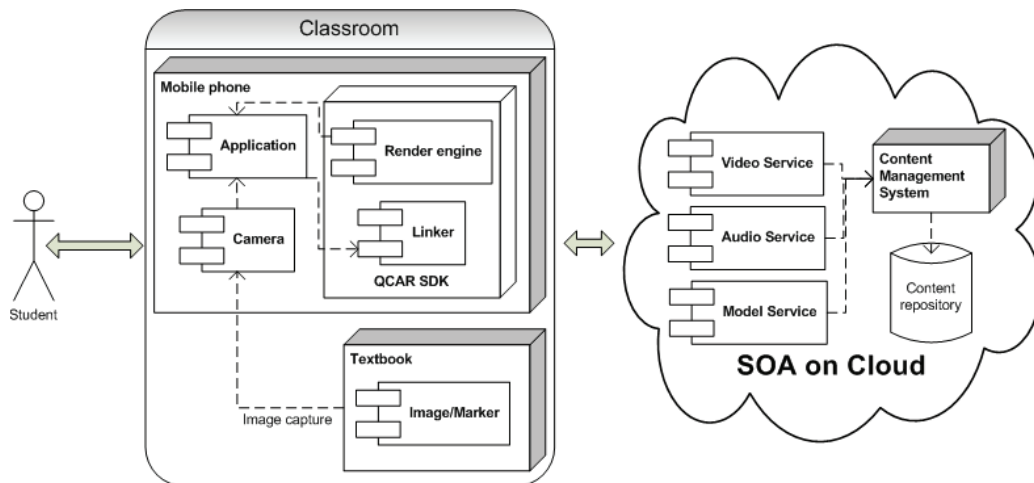 Classroom
Mobile phone
Application
Render engine
Camera
Linker
QCAR SDK
Student
Textbook
Image/Marker
Image capture
Video Service
Audio Service
Model Service
Content
Management
System
Content
repository
SOA on Cloud